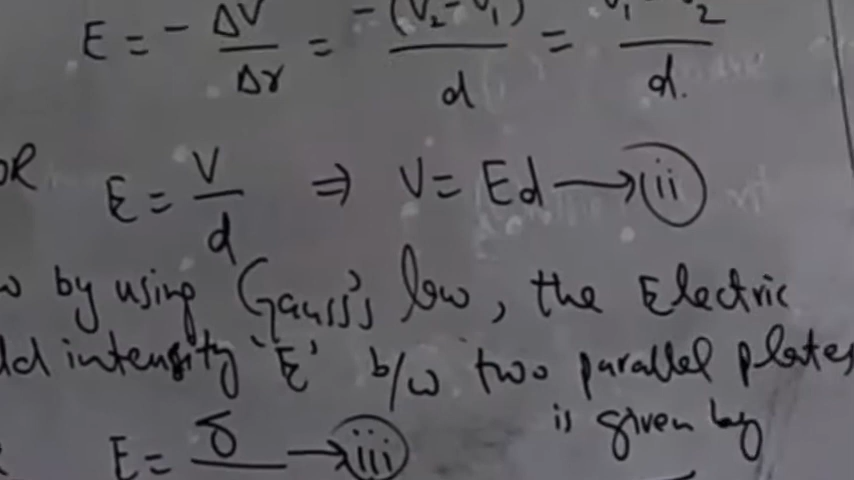 E = - ΔV/Δr = -(V₂-V₁)/d = V₁-V₂/d.
OR E = V/d ⇒ V = Ed → (ii)
by using Gauss's law, the Electric
intensity 'E' b/w two parallel plates
is given by
E = σ → (iii)